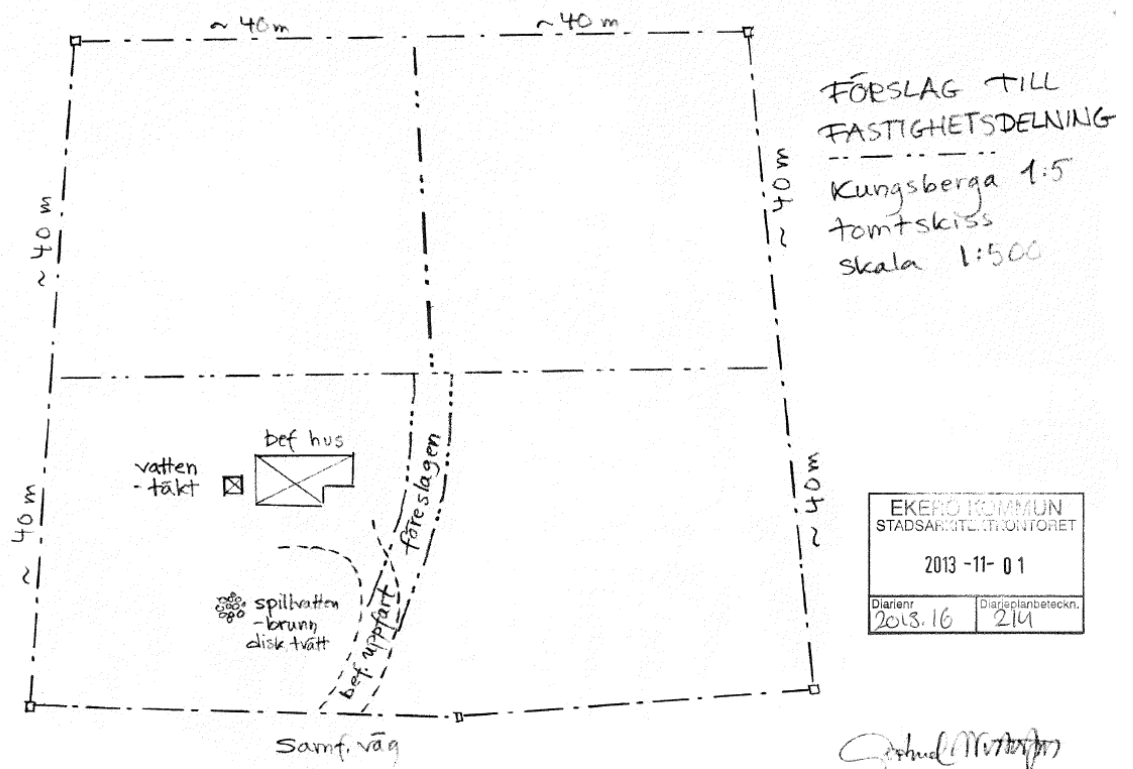 ~ 40 m
~ 40 m
FÖRSLAG TILL
FASTIGHETSDELNING
Kungsberga 1:5
tomtskiss
skala 1:500
~ 40 m
~ 40 m
bef hus
vatten
-täkt
föreslagen
~ 40 m
~ 40 m
EKERÖ KOMMUN
STADSARKITEKTKONTORET
2013 -11- 01
Diarienr
2013.16
Diarieplanbeteckn.
214
spillvatten
-brunn
disk tvätt
bef. uppfart
Samf. väg